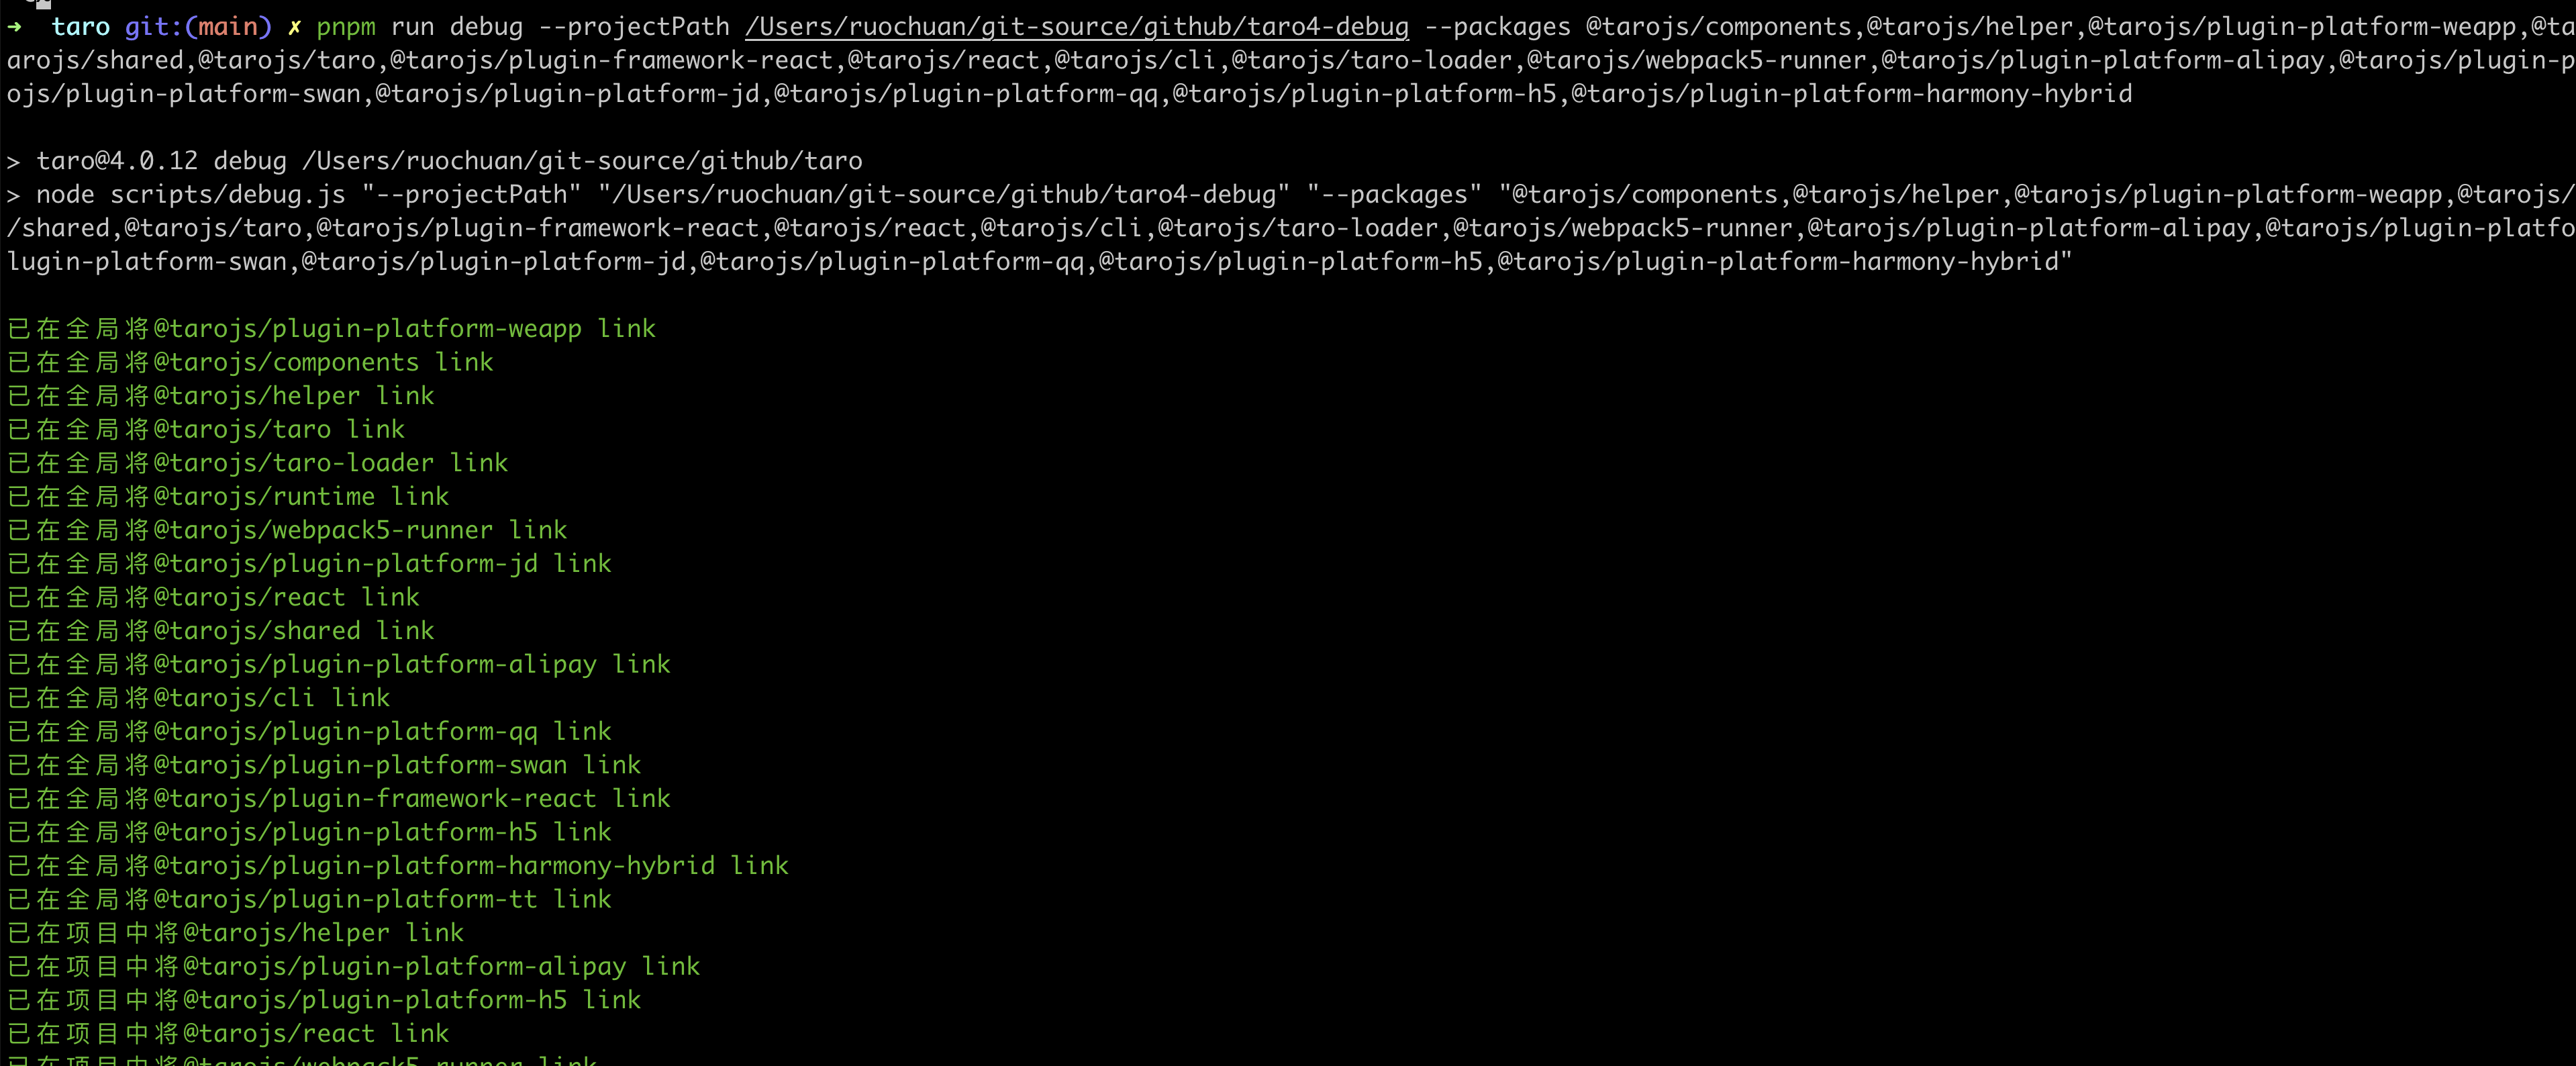 ➜  taro git:(main) ✗ pnpm run debug --projectPath /Users/ruochuan/git-source/github/taro4-debug --packages @tarojs/components,@tarojs/helper,@tarojs/plugin-platform-weapp,@ta
arojs/shared,@tarojs/taro,@tarojs/plugin-framework-react,@tarojs/react,@tarojs/cli,@tarojs/taro-loader,@tarojs/webpack5-runner,@tarojs/plugin-platform-alipay,@tarojs/plugin-p
ojs/plugin-platform-swan,@tarojs/plugin-platform-jd,@tarojs/plugin-platform-qq,@tarojs/plugin-platform-h5,@tarojs/plugin-platform-harmony-hybrid
> taro@4.0.12 debug /Users/ruochuan/git-source/github/taro
> node scripts/debug.js "--projectPath" "/Users/ruochuan/git-source/github/taro4-debug" "--packages" "@tarojs/components,@tarojs/helper,@tarojs/plugin-platform-weapp,@tarojs/
/shared,@tarojs/taro,@tarojs/plugin-framework-react,@tarojs/react,@tarojs/cli,@tarojs/taro-loader,@tarojs/webpack5-runner,@tarojs/plugin-platform-alipay,@tarojs/plugin-platfo
lugin-platform-swan,@tarojs/plugin-platform-jd,@tarojs/plugin-platform-qq,@tarojs/plugin-platform-h5,@tarojs/plugin-platform-harmony-hybrid"
已在全局将@tarojs/plugin-platform-weapp link
已在全局将@tarojs/components link
已在全局将@tarojs/helper link
已在全局将@tarojs/taro link
已在全局将@tarojs/taro-loader link
已在全局将@tarojs/runtime link
已在全局将@tarojs/webpack5-runner link
已在全局将@tarojs/plugin-platform-jd link
已在全局将@tarojs/react link
已在全局将@tarojs/shared link
已在全局将@tarojs/plugin-platform-alipay link
已在全局将@tarojs/cli link
已在全局将@tarojs/plugin-platform-qq link
已在全局将@tarojs/plugin-platform-swan link
已在全局将@tarojs/plugin-framework-react link
已在全局将@tarojs/plugin-platform-h5 link
已在全局将@tarojs/plugin-platform-harmony-hybrid link
已在全局将@tarojs/plugin-platform-tt link
已在项目中将@tarojs/helper link
已在项目中将@tarojs/plugin-platform-alipay link
已在项目中将@tarojs/plugin-platform-h5 link
已在项目中将@tarojs/react link
已在项目中将@tarojs/webpack5-runner link